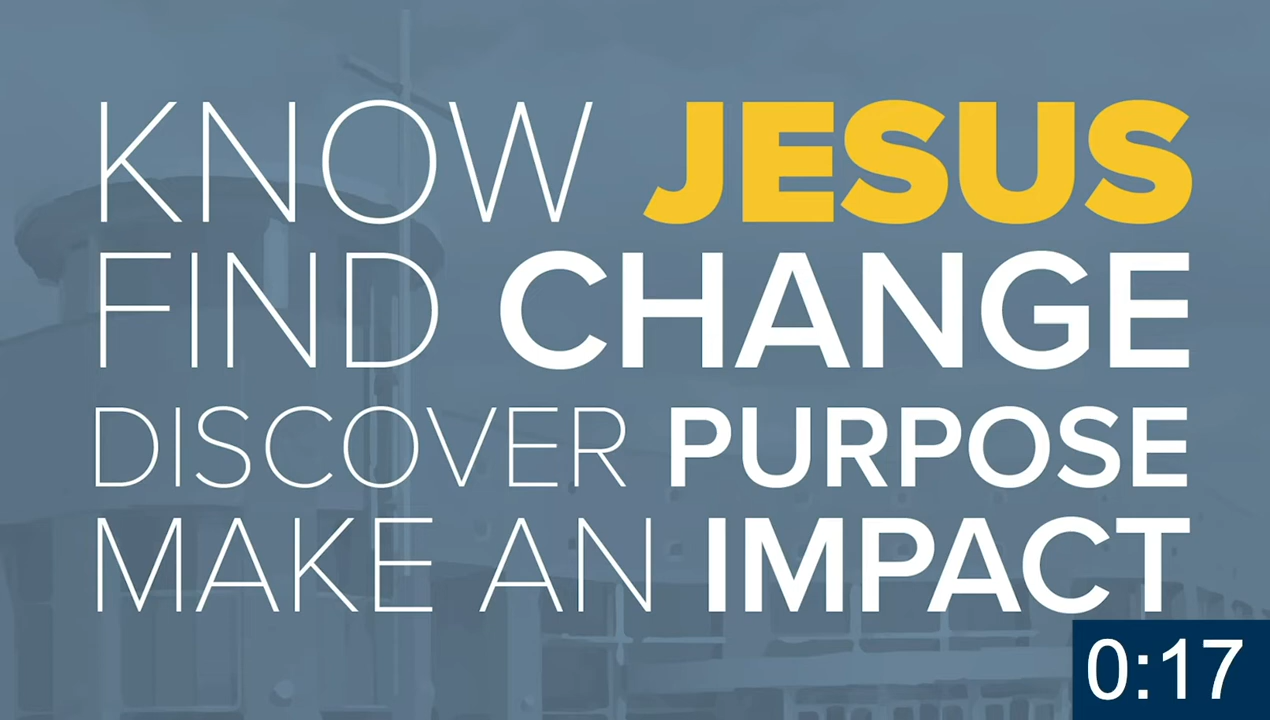 KNOW JESUS
FIND CHANGE
DISCOVER PURPOSE
MAKE AN IMPACT
0:17